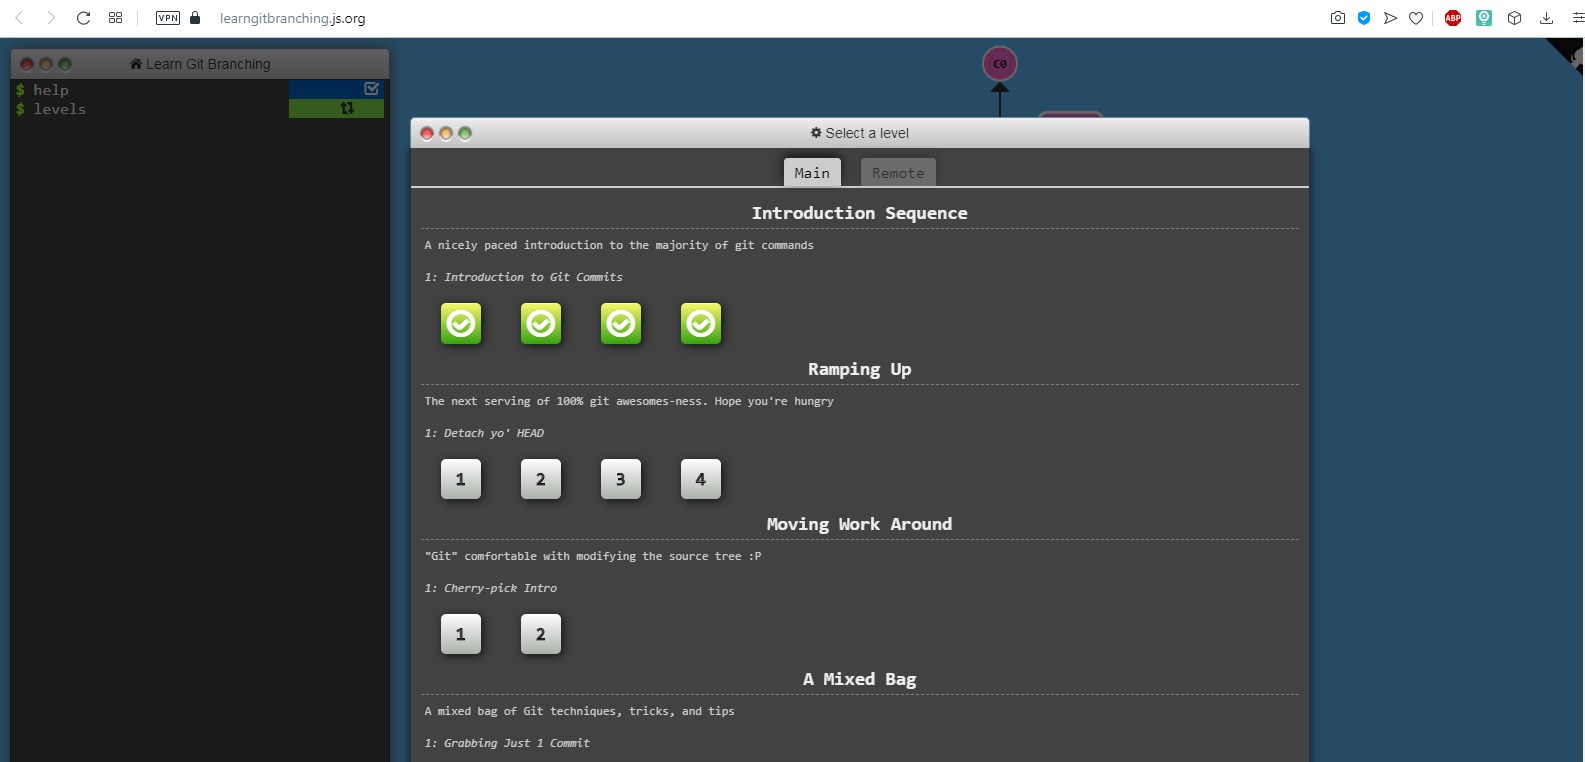 VPN
learngitbranching.js.org
ABP
Learn Git Branching
$ help
$ levels
C0
Select a level
Main Remote
Introduction Sequence
A nicely paced introduction to the majority of git commands
1: Introduction to Git Commits
Ramping Up
The next serving of 100% git awesomes-ness. Hope you're hungry
1: Detach yo' HEAD
1 2 3 4
Moving Work Around
"Git" comfortable with modifying the source tree :P
1: Cherry-pick Intro
1 2
A Mixed Bag
A mixed bag of Git techniques, tricks, and tips
1: Grabbing Just 1 Commit